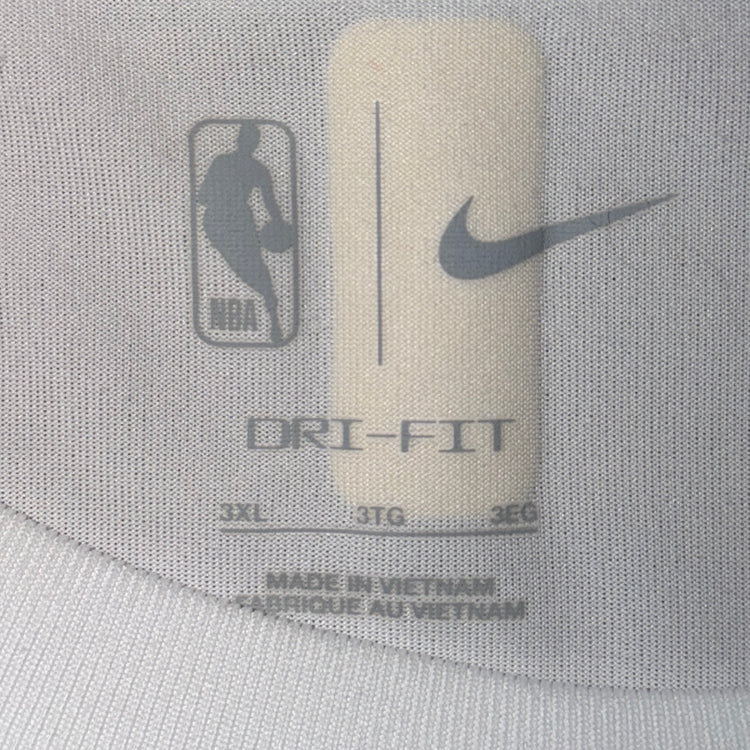 NBA
DRI-FIT
3XL 3TG 3EG
MADE IN VIETNAM
FABRIQUE AU VIETNAM